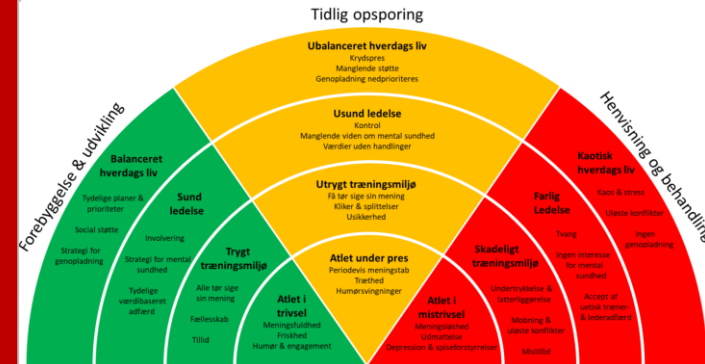 Tidlig opsporing
Forebyggelse & udvikling
Henvisning og behandling
Ubalanceret hverdags liv
Krydspres
Manglende støtte
Genopladning nedprioriteres
Usund ledelse
Kontrol
Manglende viden om mental sundhed
Værdier uden handlinger
Utrygt træningsmiljø
Få tør sige sin mening
Kliker & splittelser
Usikkerhed
Atlet under pres
Periodevis meningstab
Træthed
Humørsvingninger
Balanceret
hverdags liv
Tydelige planer &
prioriteter
Social støtte
Strategi for
genopladning
Sund
ledelse
Involvering
Strategi for mental
sundhed
Tydelige
værdibaseret
adfærd
Trygt
træningsmiljø
Alle tør sige
sin mening
Fællesskab
Tillid
Atlet i
trivsel
Meningsfuldhed
Friskhed
Humør & engagement
Atlet i
mistrivsel
Meningsløshed
Udmattelse
Depression & spiseforstyrrelser
Skadeligt
træningsmiljø
Undertrykkelse &
latterliggørelse
Mobning &
uløste konflikter
Mistillid
Farlig
Ledelse
Tvang
Ingen interesse
for mental
sundhed
Accept af
uetisk træner-
& lederadfærd
Kaotisk
hverdags liv
Kaos & stress
Uløste konflikter
Ingen
genopladning